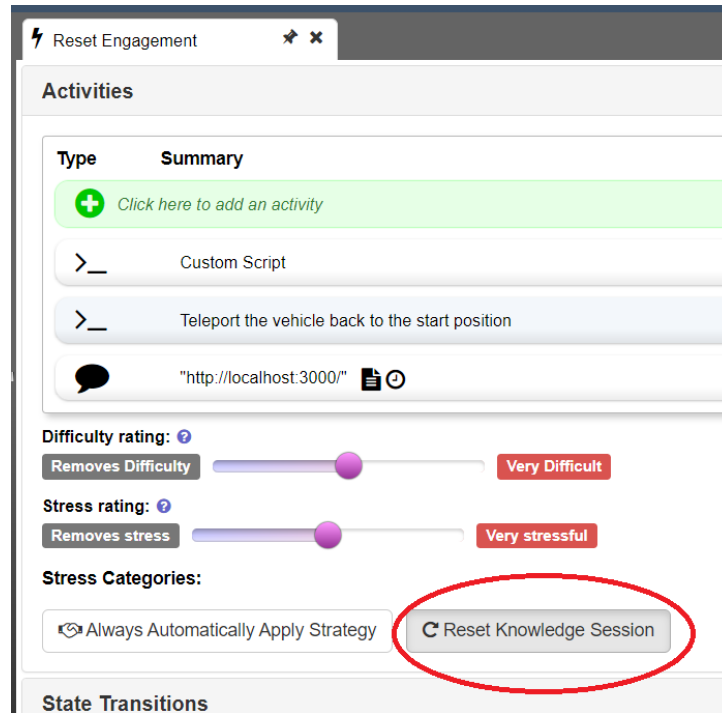 Reset Engagement
Activities
Type Summary
Click here to add an activity
Custom Script
Teleport the vehicle back to the start position
"http://localhost:3000/"
Difficulty rating:
Removes Difficulty Very Difficult
Stress rating:
Removes stress Very stressful
Stress Categories:
Always Automatically Apply Strategy Reset Knowledge Session
State Transitions